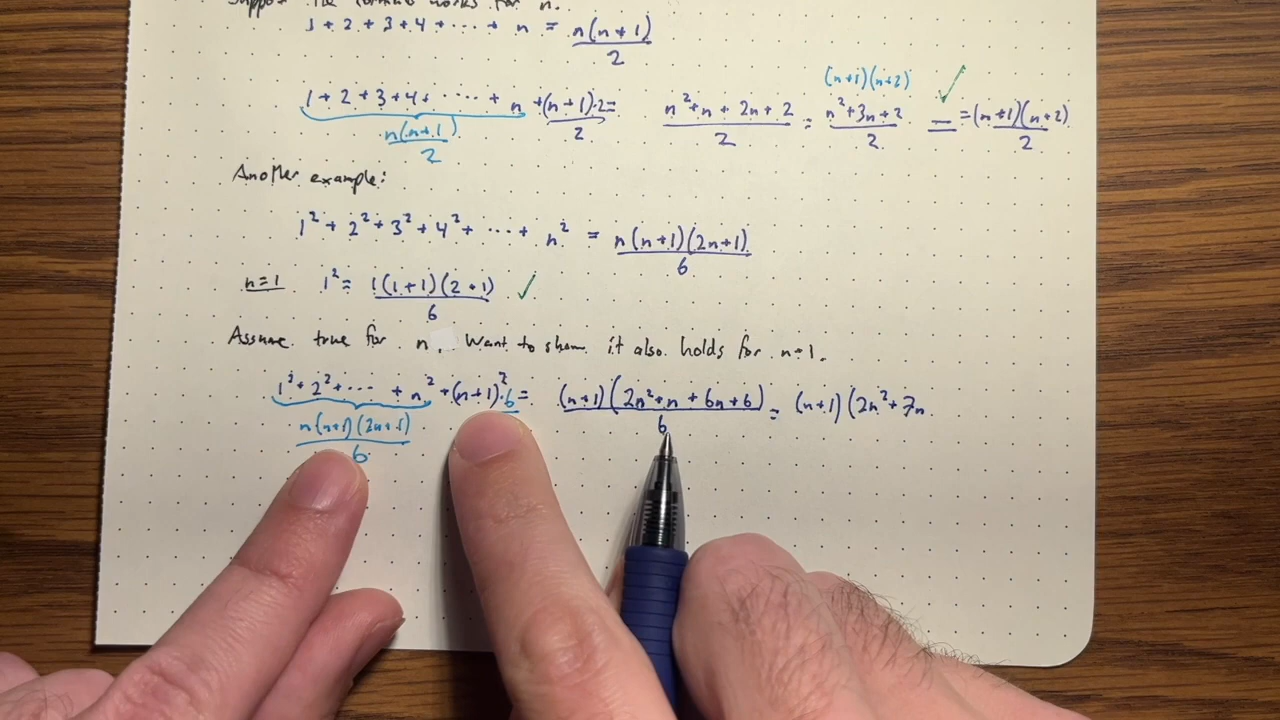 the formula works for n.
1 + 2 + 3 + 4 + ⋯ + n = n(n+1)/2
(n+1)(n+2)
1 + 2 + 3 + 4 + ⋯ + n + (n+1)·2/2 = (n² + n + 2n + 2)/2 = (n² + 3n + 2)/2 = (n+1)(n+2)/2 ✓
n(n+1)/2
Another example:
1² + 2² + 3² + 4² + ⋯ + n² = n(n+1)(2n+1)/6
n=1 1² = 1(1+1)(2+1)/6 ✓
Assume true for n. Want to show it also holds for n+1.
1² + 2² + ⋯ + n² + (n+1)²·6 = (n+1)(2n² + n + 6n + 6)/6 = (n+1)(2n² + 7n
n(n+1)(2n+1)/6